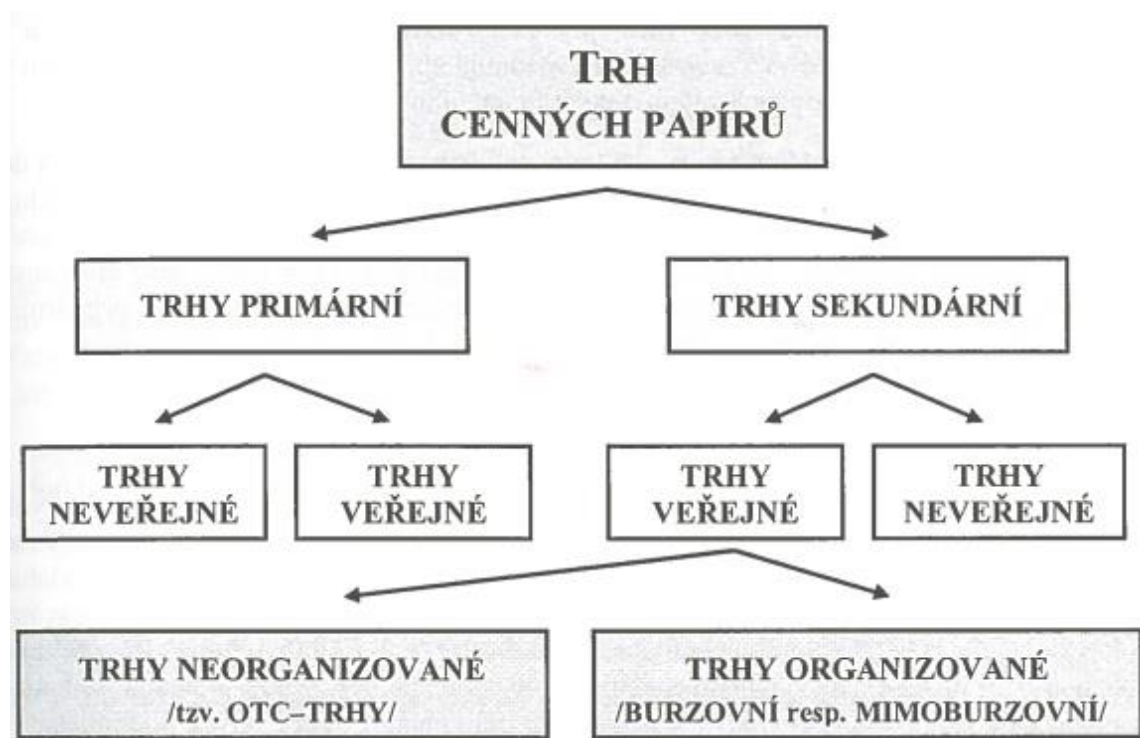 TRH
CENNÝCH PAPÍRŮ
TRHY PRIMÁRNÍ
TRHY SEKUNDÁRNÍ
TRHY
NEVEŘEJNÉ
TRHY
VEŘEJNÉ
TRHY
VEŘEJNÉ
TRHY
NEVEŘEJNÉ
TRHY NEORGANIZOVANÉ
/tzv. OTC–TRHY/
TRHY ORGANIZOVANÉ
/BURZOVNÍ resp. MIMOBURZOVNÍ/